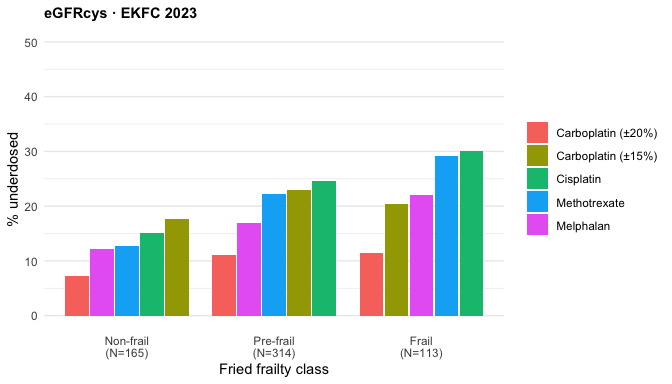 eGFRcys · EKFC 2023
50
40
30
20
10
0
% underdosed
Non-frail
(N=165)
Pre-frail
(N=314)
Frail
(N=113)
Fried frailty class
Carboplatin (±20%)
Carboplatin (±15%)
Cisplatin
Methotrexate
Melphalan